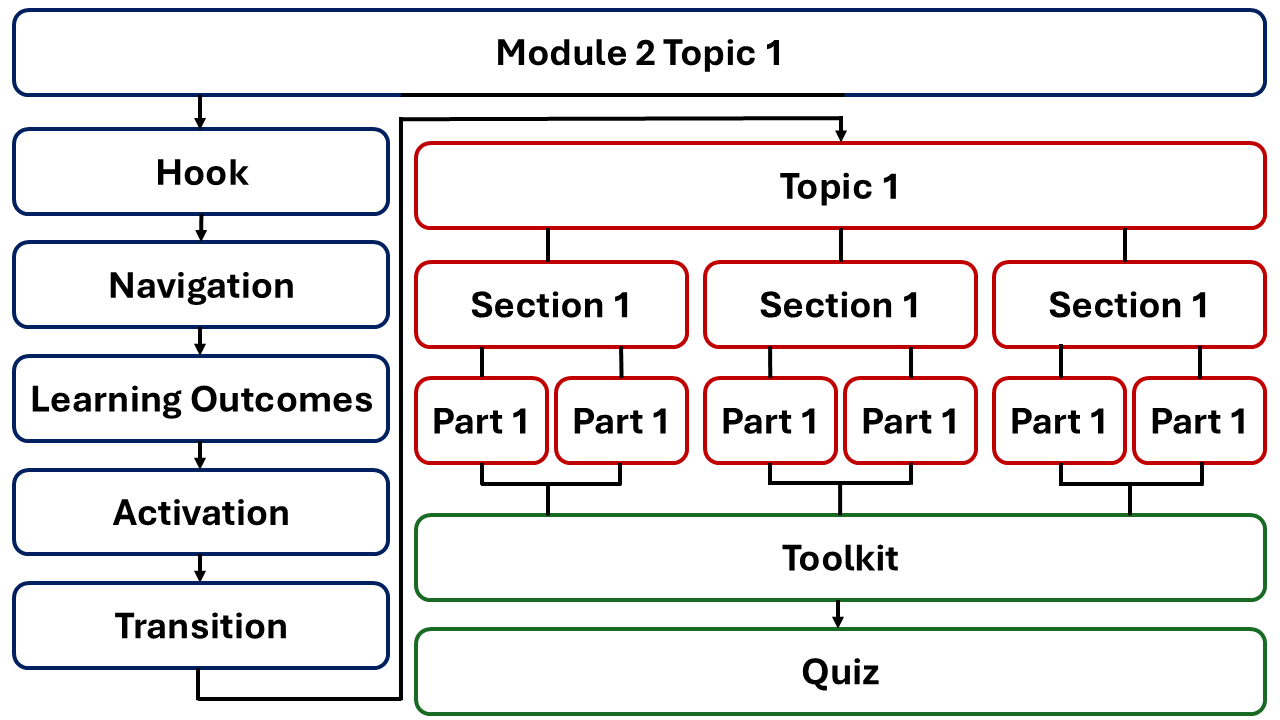 Module 2 Topic 1
Hook
Navigation
Learning Outcomes
Activation
Transition
Topic 1
Section 1
Section 1
Section 1
Part 1
Part 1
Part 1
Part 1
Part 1
Part 1
Toolkit
Quiz